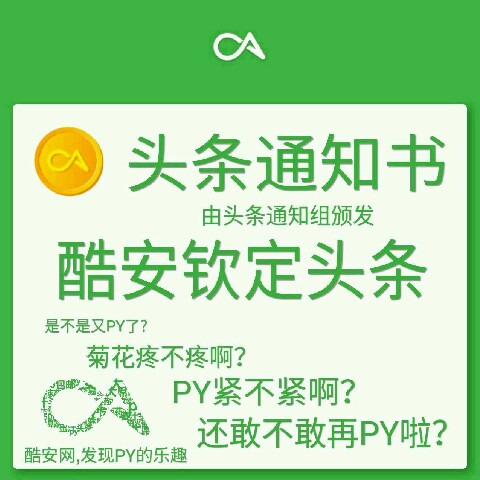 头条通知书
由头条通知组颁发
酷安钦定头条
是不是又PY了?
菊花疼不疼啊?
PY紧不紧啊?
还敢不敢再PY啦?
酷安网,发现PY的乐趣